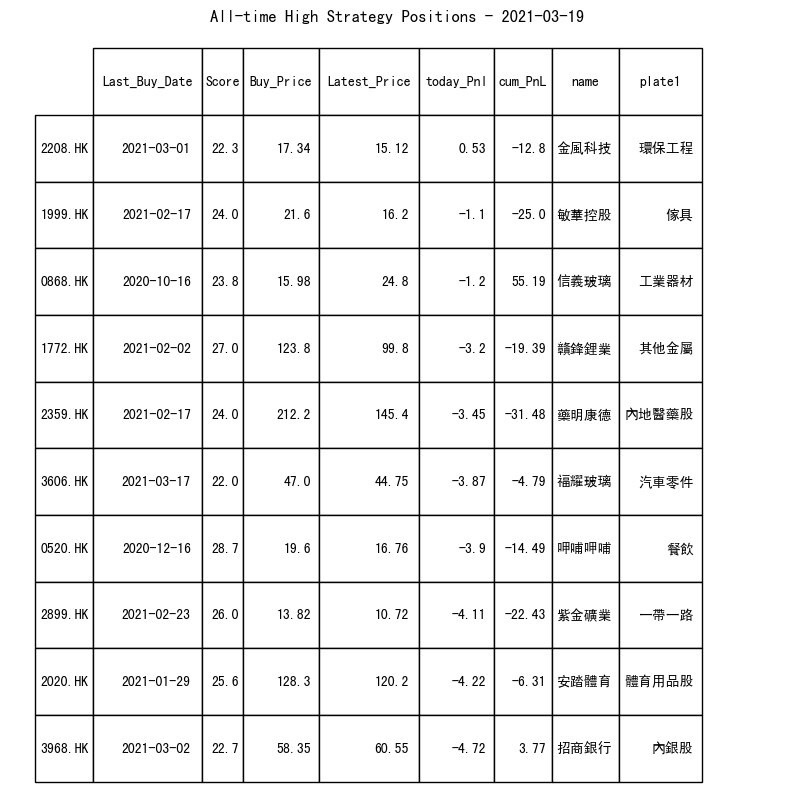 All-time High Strategy Positions - 2021-03-19
Last_Buy_Date Score Buy_Price Latest_Price today_Pnl cum_PnL name plate1
2208.HK 2021-03-01 22.3 17.34 15.12 0.53 -12.8 金風科技 環保工程
1999.HK 2021-02-17 24.0 21.6 16.2 -1.1 -25.0 敏華控股 傢具
0868.HK 2020-10-16 23.8 15.98 24.8 -1.2 55.19 信義玻璃 工業器材
1772.HK 2021-02-02 27.0 123.8 99.8 -3.2 -19.39 贛鋒鋰業 其他金屬
2359.HK 2021-02-17 24.0 212.2 145.4 -3.45 -31.48 藥明康德 內地醫藥股
3606.HK 2021-03-17 22.0 47.0 44.75 -3.87 -4.79 福耀玻璃 汽車零件
0520.HK 2020-12-16 28.7 19.6 16.76 -3.9 -14.49 呷哺呷哺 餐飲
2899.HK 2021-02-23 26.0 13.82 10.72 -4.11 -22.43 紫金礦業 一帶一路
2020.HK 2021-01-29 25.6 128.3 120.2 -4.22 -6.31 安踏體育 體育用品股
3968.HK 2021-03-02 22.7 58.35 60.55 -4.72 3.77 招商銀行 內銀股